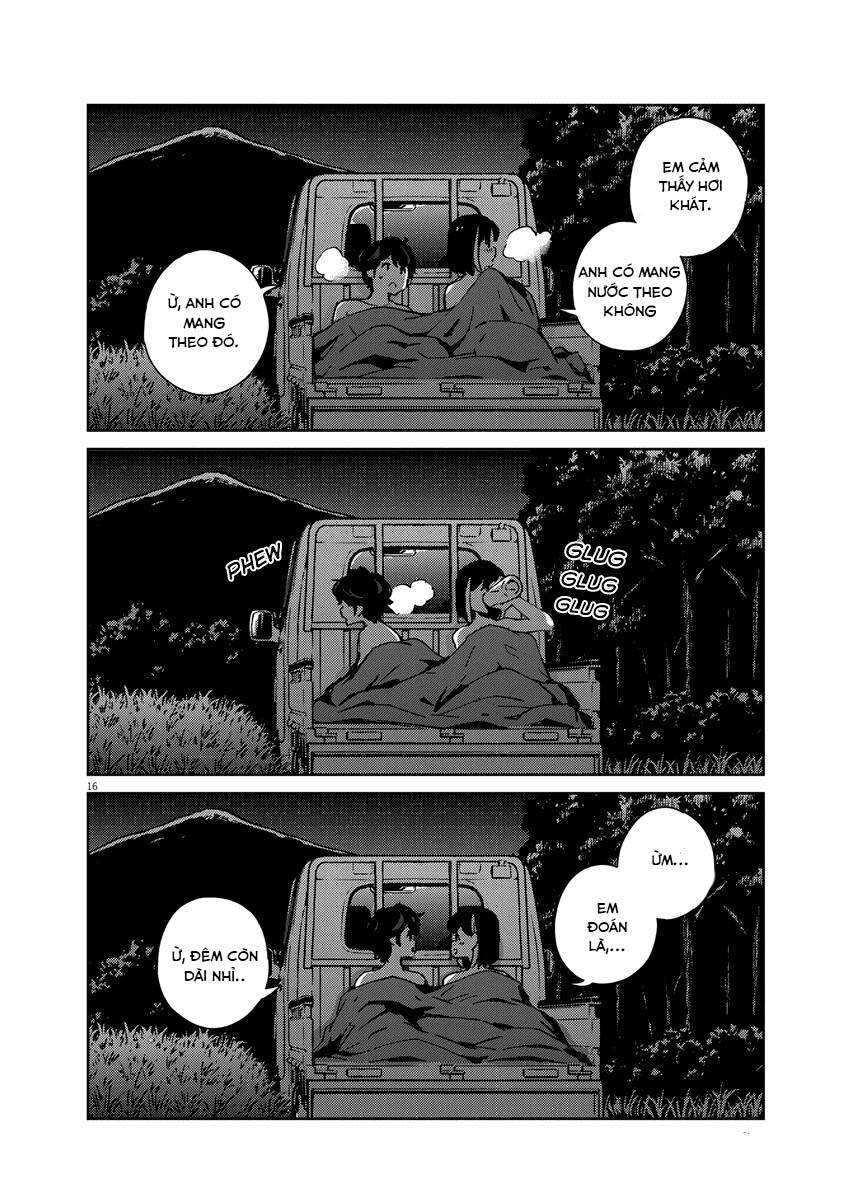 EM CẢM
THẤY HƠI
KHÁT.
ANH CÓ MANG
NƯỚC THEO
KHÔNG
Ừ, ANH CÓ
MANG
THEO ĐÓ.
GLUG
GLUG
GLUG
PHEW
16
ỪM...
EM
ĐOÁN
LÀ,...
Ừ, ĐÊM CÒN
DÀI NHỈ..